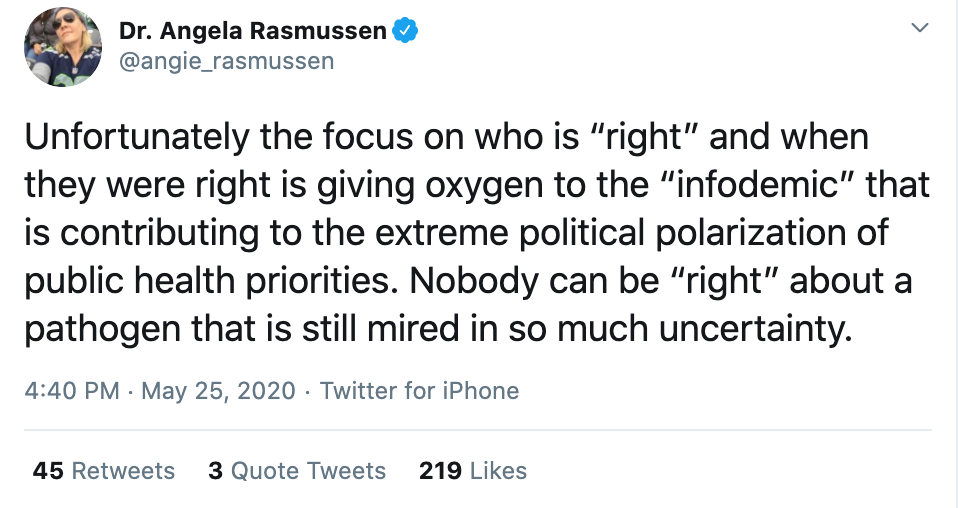 Dr. Angela Rasmussen
@angie_rasmussen
Unfortunately the focus on who is “right” and when
they were right is giving oxygen to the “infodemic” that
is contributing to the extreme political polarization of
public health priorities. Nobody can be “right” about a
pathogen that is still mired in so much uncertainty.
4:40 PM · May 25, 2020 · Twitter for iPhone
45 Retweets 3 Quote Tweets 219 Likes